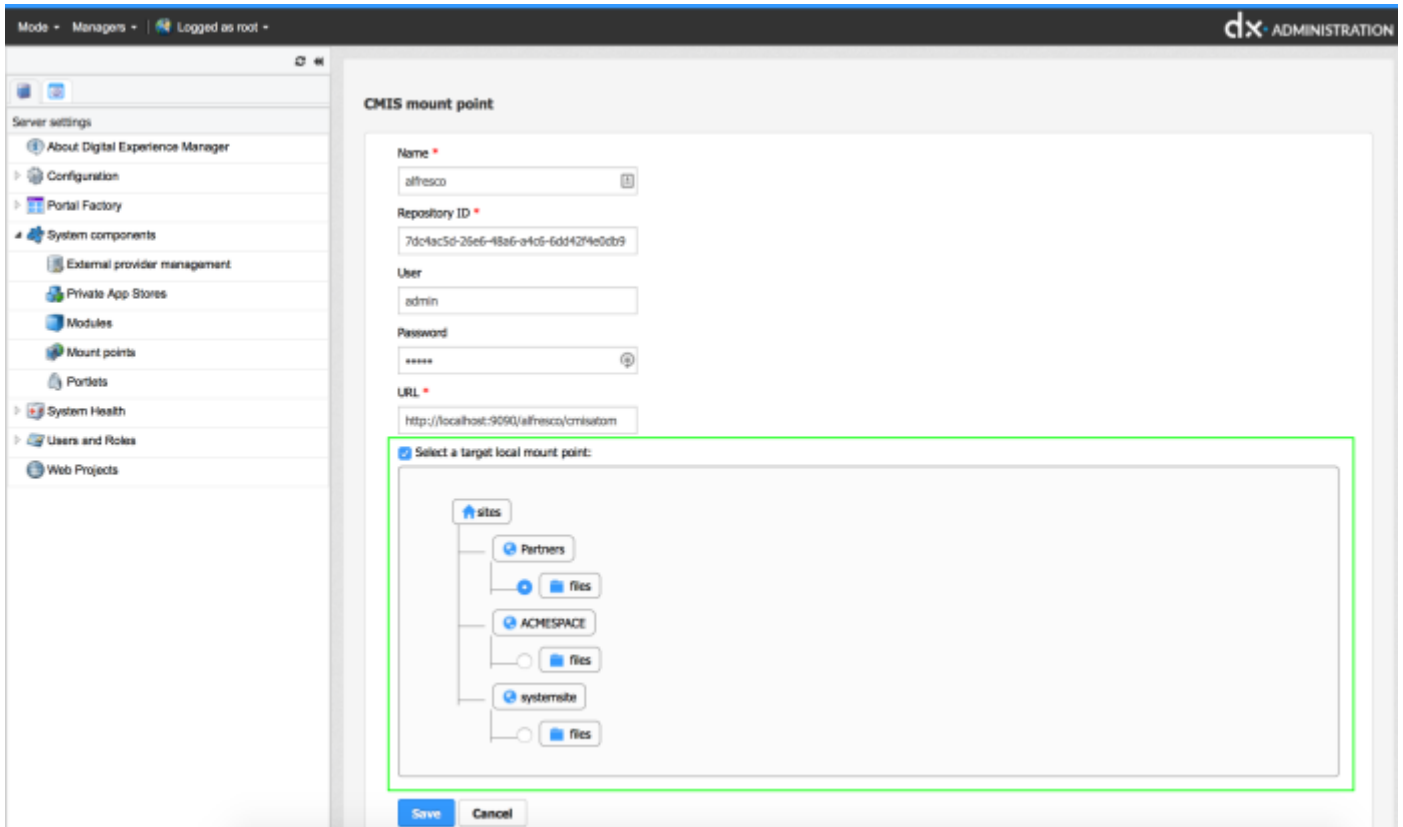 Mode Managers Logged as root
dx ADMINISTRATION
Server settings
About Digital Experience Manager
Configuration
Portal Factory
System components
External provider management
Private App Stores
Modules
Mount points
Portlets
System Health
Users and Roles
Web Projects
CMIS mount point
Name *
alfresco
Repository ID *
7dc4ac5d-26e6-48a6-a4c6-6dd42f4e0db9
User
admin
Password
•••••
URL *
http://localhost:9090/alfresco/cmisatom
Select a target local mount point:
sites
Partners
files
ACMESPACE
files
systemsite
files
Save Cancel